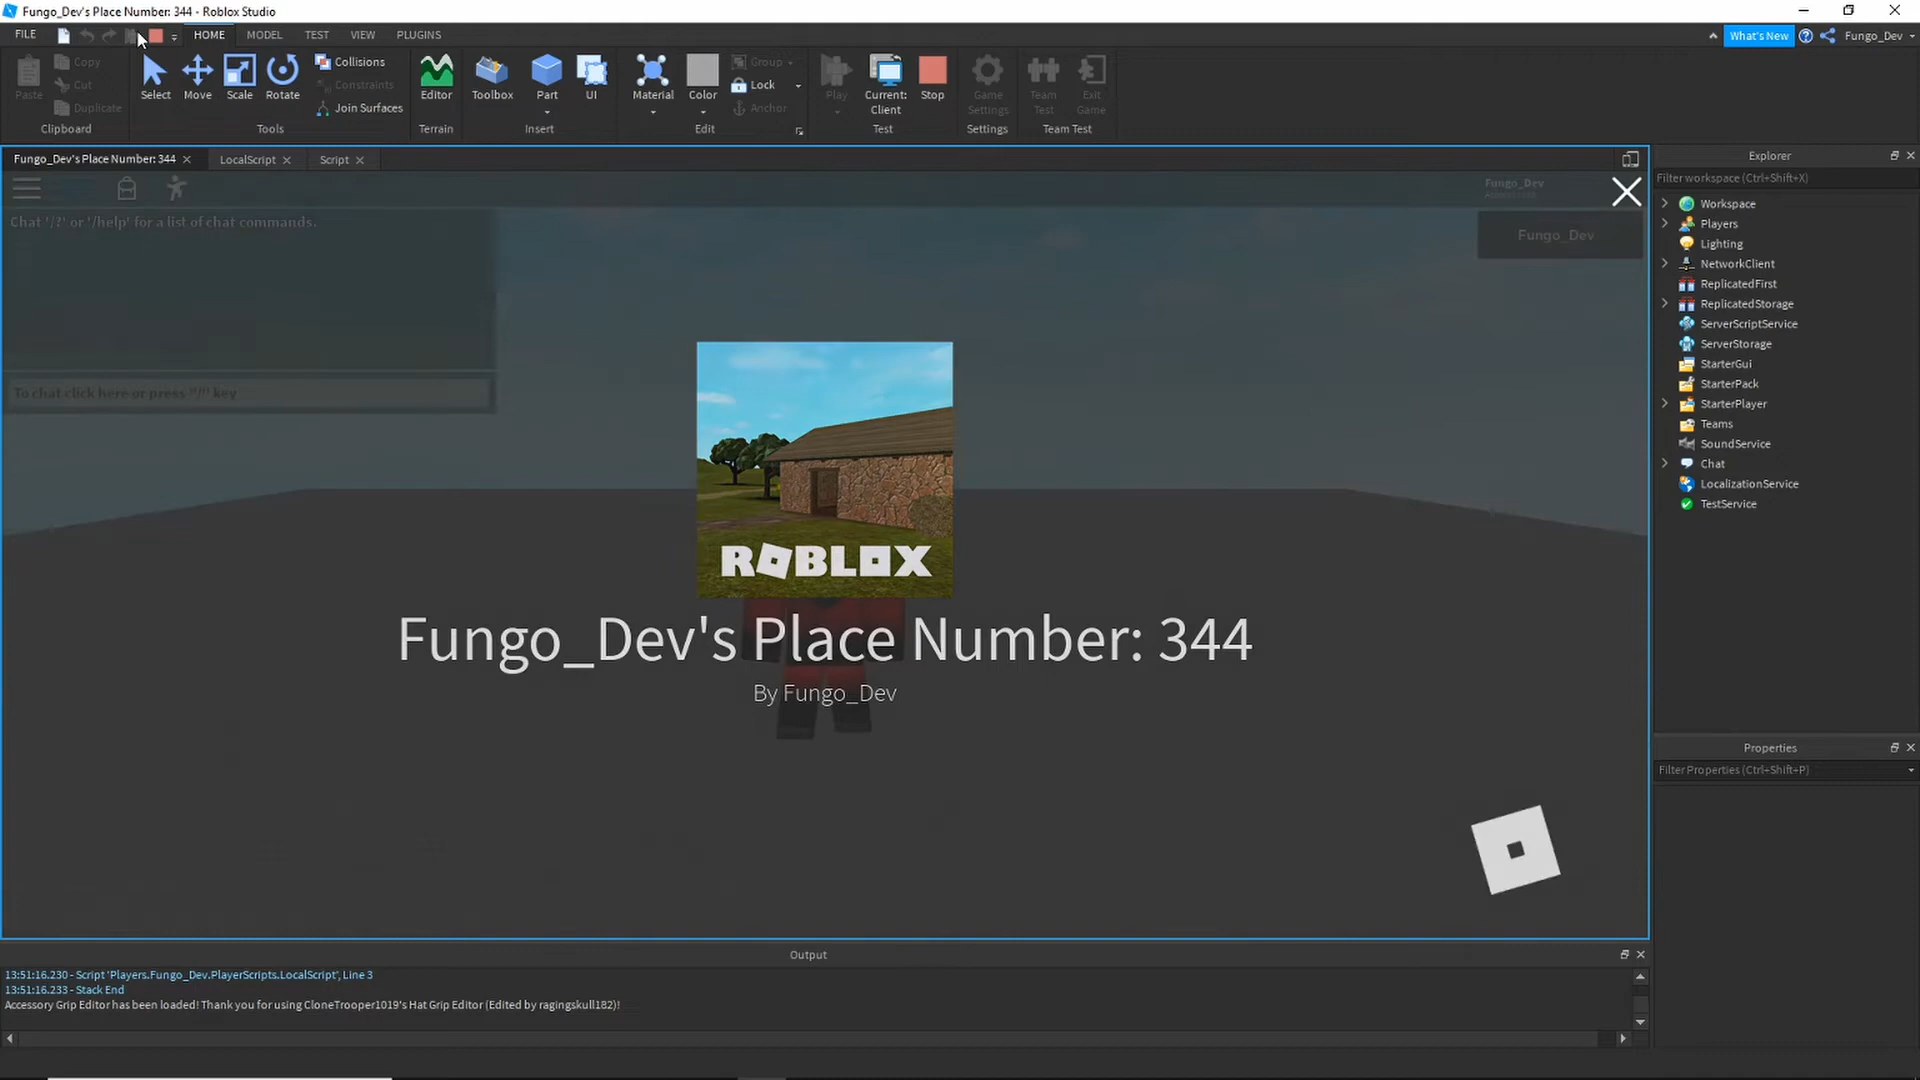 Fungo_Dev's Place Number: 344 - Roblox Studio
FILE HOME MODEL TEST VIEW PLUGINS What's New Fungo_Dev
Paste Copy Cut Duplicate Clipboard
Select Move Scale Rotate Collisions Constraints Join Surfaces Tools
Editor Terrain
Toolbox Part UI Insert
Material Color Group Lock Anchor Edit
Play Current: Client Stop Test
Game Settings Settings
Team Test Exit Game Team Test
Fungo_Dev's Place Number: 344 LocalScript Script
Chat '/?' or '/help' for a list of chat commands.
To chat click here or press "/" key
Fungo_Dev
Fungo_Dev
ROBLOX
Fungo_Dev's Place Number: 344
By Fungo_Dev
Explorer
Filter workspace (Ctrl+Shift+X)
Workspace
Players
Lighting
NetworkClient
ReplicatedFirst
ReplicatedStorage
ServerScriptService
ServerStorage
StarterGui
StarterPack
StarterPlayer
Teams
SoundService
Chat
LocalizationService
TestService
Properties
Filter Properties (Ctrl+Shift+P)
Output
13:51:16.230 - Script 'Players.Fungo_Dev.PlayerScripts.LocalScript', Line 3
13:51:16.233 - Stack End
Accessory Grip Editor has been loaded! Thank you for using CloneTrooper1019's Hat Grip Editor (Edited by ragingskull182)!